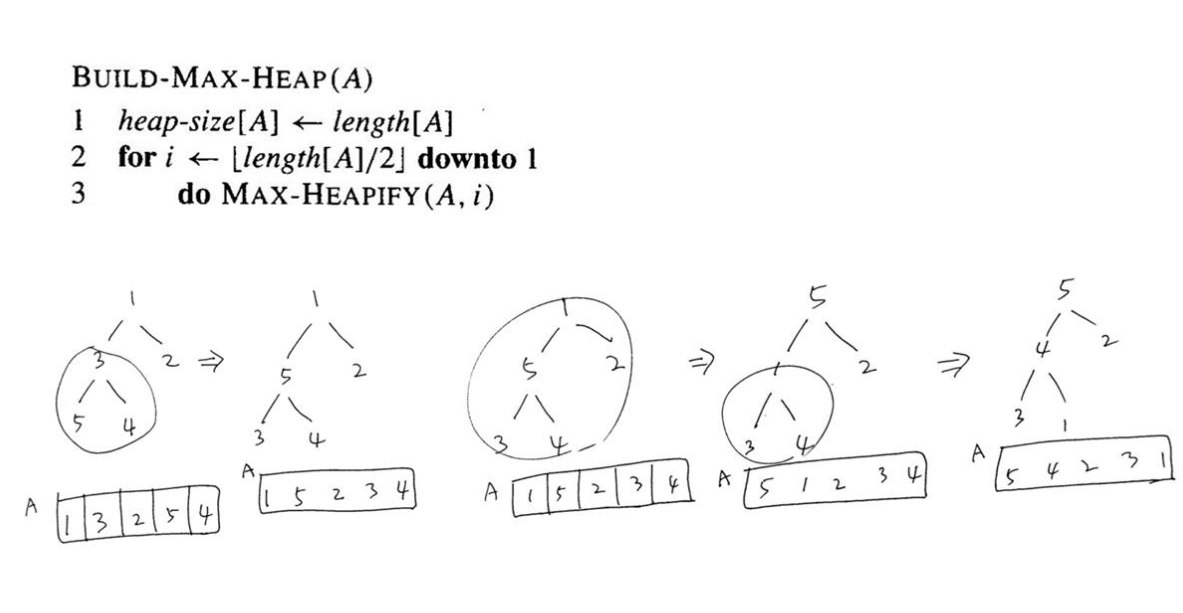 BUILD-MAX-HEAP(A)
1 heap-size[A] ← length[A]
2 for i ← ⌊length[A]/2⌋ downto 1
3 do MAX-HEAPIFY(A, i)
1
3 2 ⇒
5 4
A 1 3 2 5 4
1
5 2
3 4
A 1 5 2 3 4
1
5 2 ⇒
3 4
A 1 5 2 3 4
5
1 2 ⇒
3 4
A 5 1 2 3 4
5
4 2
3 1
A 5 4 2 3 1